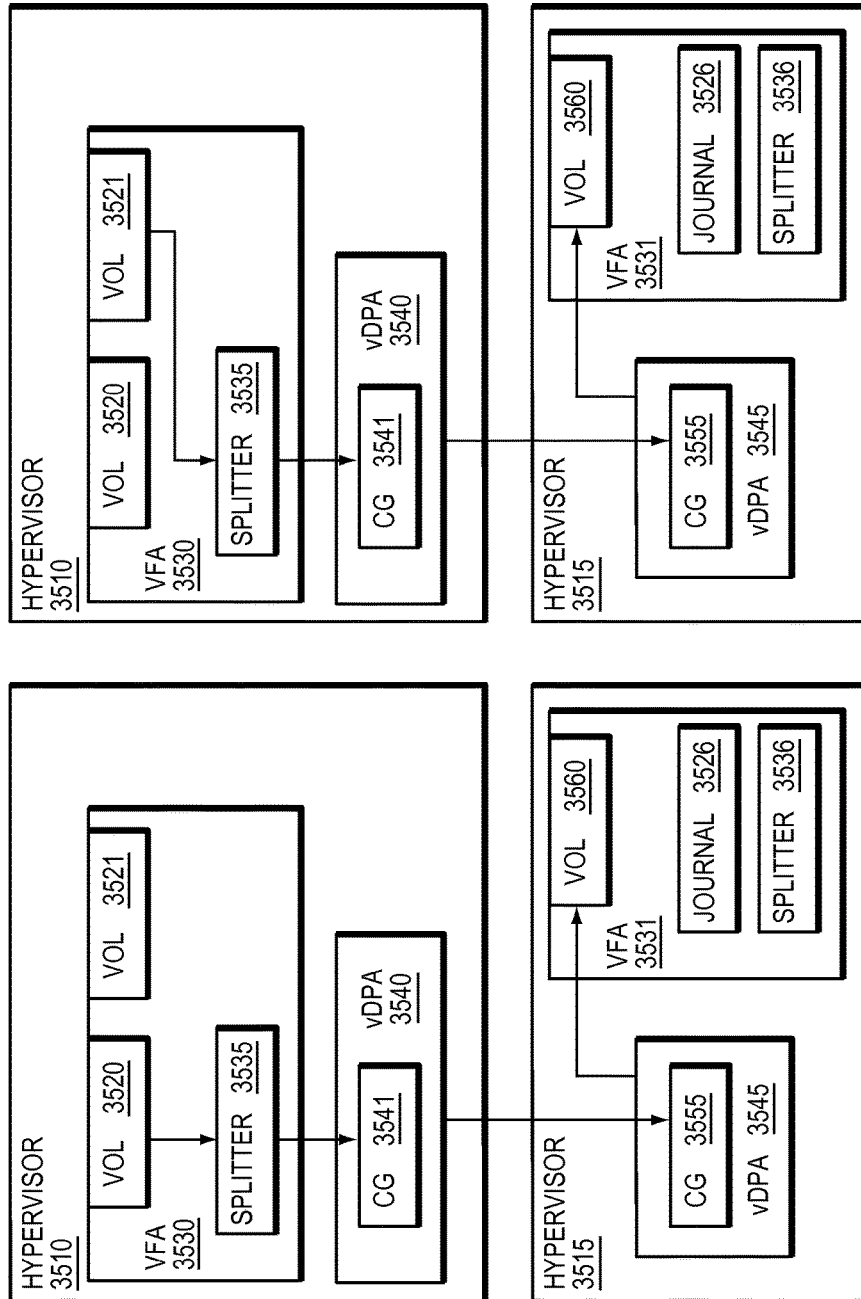 HYPERVISOR
3510
VOL 3520
VOL 3521
VFA
3530
SPLITTER 3535
vDPA
3540
CG 3541
HYPERVISOR
3515
VOL 3560
VFA
3531
CG 3555
vDPA 3545
JOURNAL 3526
SPLITTER 3536
HYPERVISOR
3510
VOL 3520
VOL 3521
VFA
3530
SPLITTER 3535
vDPA
3540
CG 3541
HYPERVISOR
3515
VOL 3560
VFA
3531
CG 3555
vDPA 3545
JOURNAL 3526
SPLITTER 3536